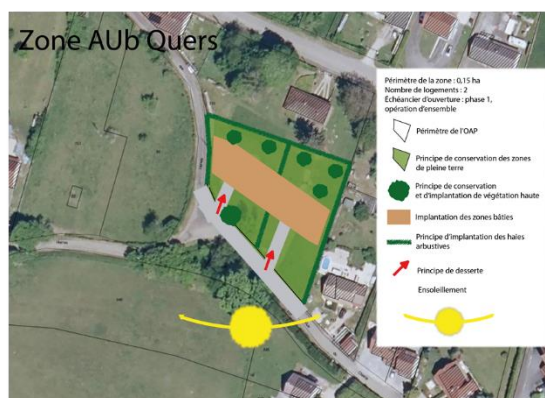 Zone AUb Quers
Périmètre de la zone : 0,15 ha
Nombre de logements : 2
Échéancier d'ouverture : phase 1,
opération d'ensemble
Périmètre de l'OAP
Principe de conservation des zones
de pleine terre
Principe de conservation
et d'implantation de végétation haute
Implantation des zones bâties
Principe d'implantation des haies
arbustives
Principe de desserte
Ensoleillement